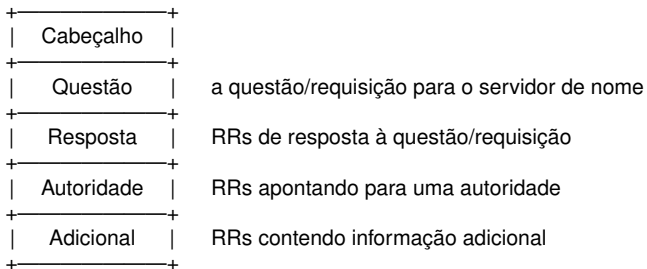 +---------------------+
| Cabeçalho |
+---------------------+
| Questão | a questão/requisição para o servidor de nome
+---------------------+
| Resposta | RRs de resposta à questão/requisição
+---------------------+
| Autoridade | RRs apontando para uma autoridade
+---------------------+
| Adicional | RRs contendo informação adicional
+---------------------+